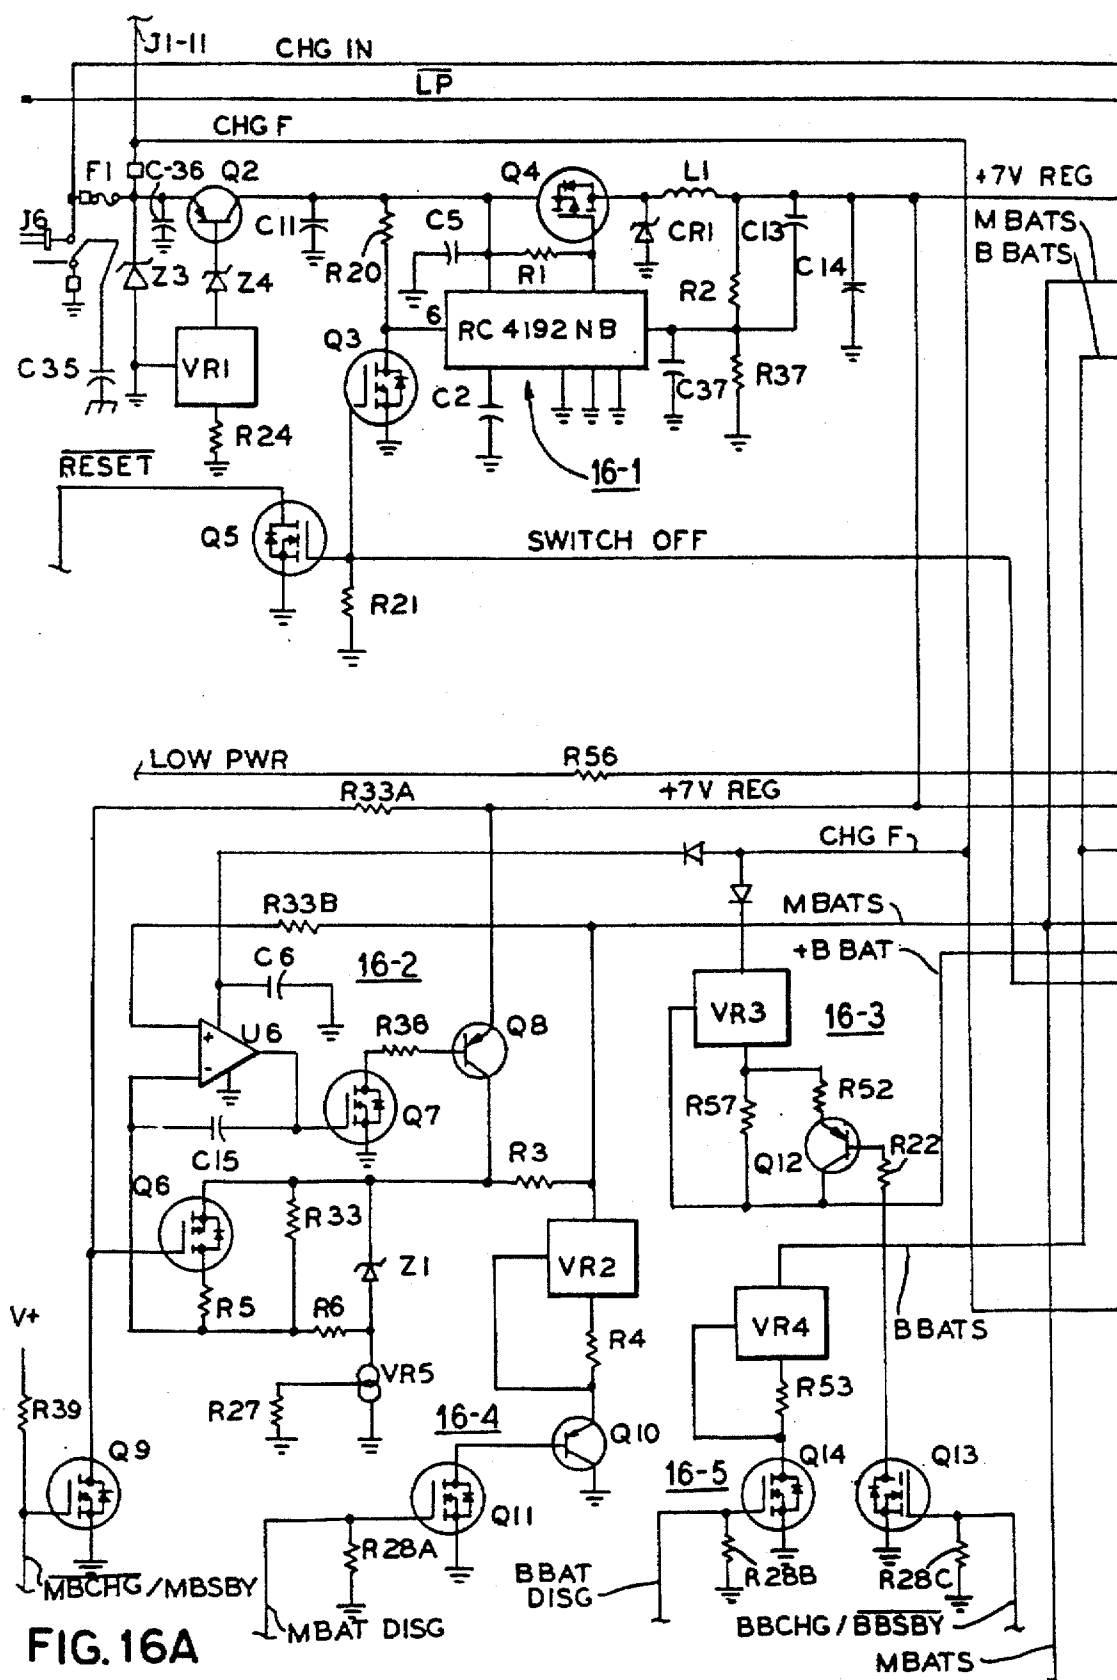 J1-11
CHG IN
LP
CHG F
F1 C-36 Q2 Q4 L1
+7V REG
J6
C11 C5 CR1 C13
M BATS
B BATS
Z3 Z4 R20 R1 R2 C14
6 RC 4192 NB
Q3
VR1
C35 C2 C37 R37
R24
RESET
16-1
Q5
SWITCH OFF
R21
LOW PWR R56
R33A +7V REG
CHG F
R33B M BATS
C6 16-2 +B BAT
VR3
U6 16-3
+
-
R36 Q8
R57 R52
Q7
C15 R3 Q12 R22
Q6
R33
Z1 VR2
R5 R6
V+ VR4 B BATS
R4
VR5
R39 R27 R53
16-4
Q9 Q10 Q14 Q13
16-5
Q11
R28A
MBCHG/MBSBY
BBAT
DISG
R28B R28C
MBAT DISG
BBCHG/BBSBY
FIG. 16A
MBATS